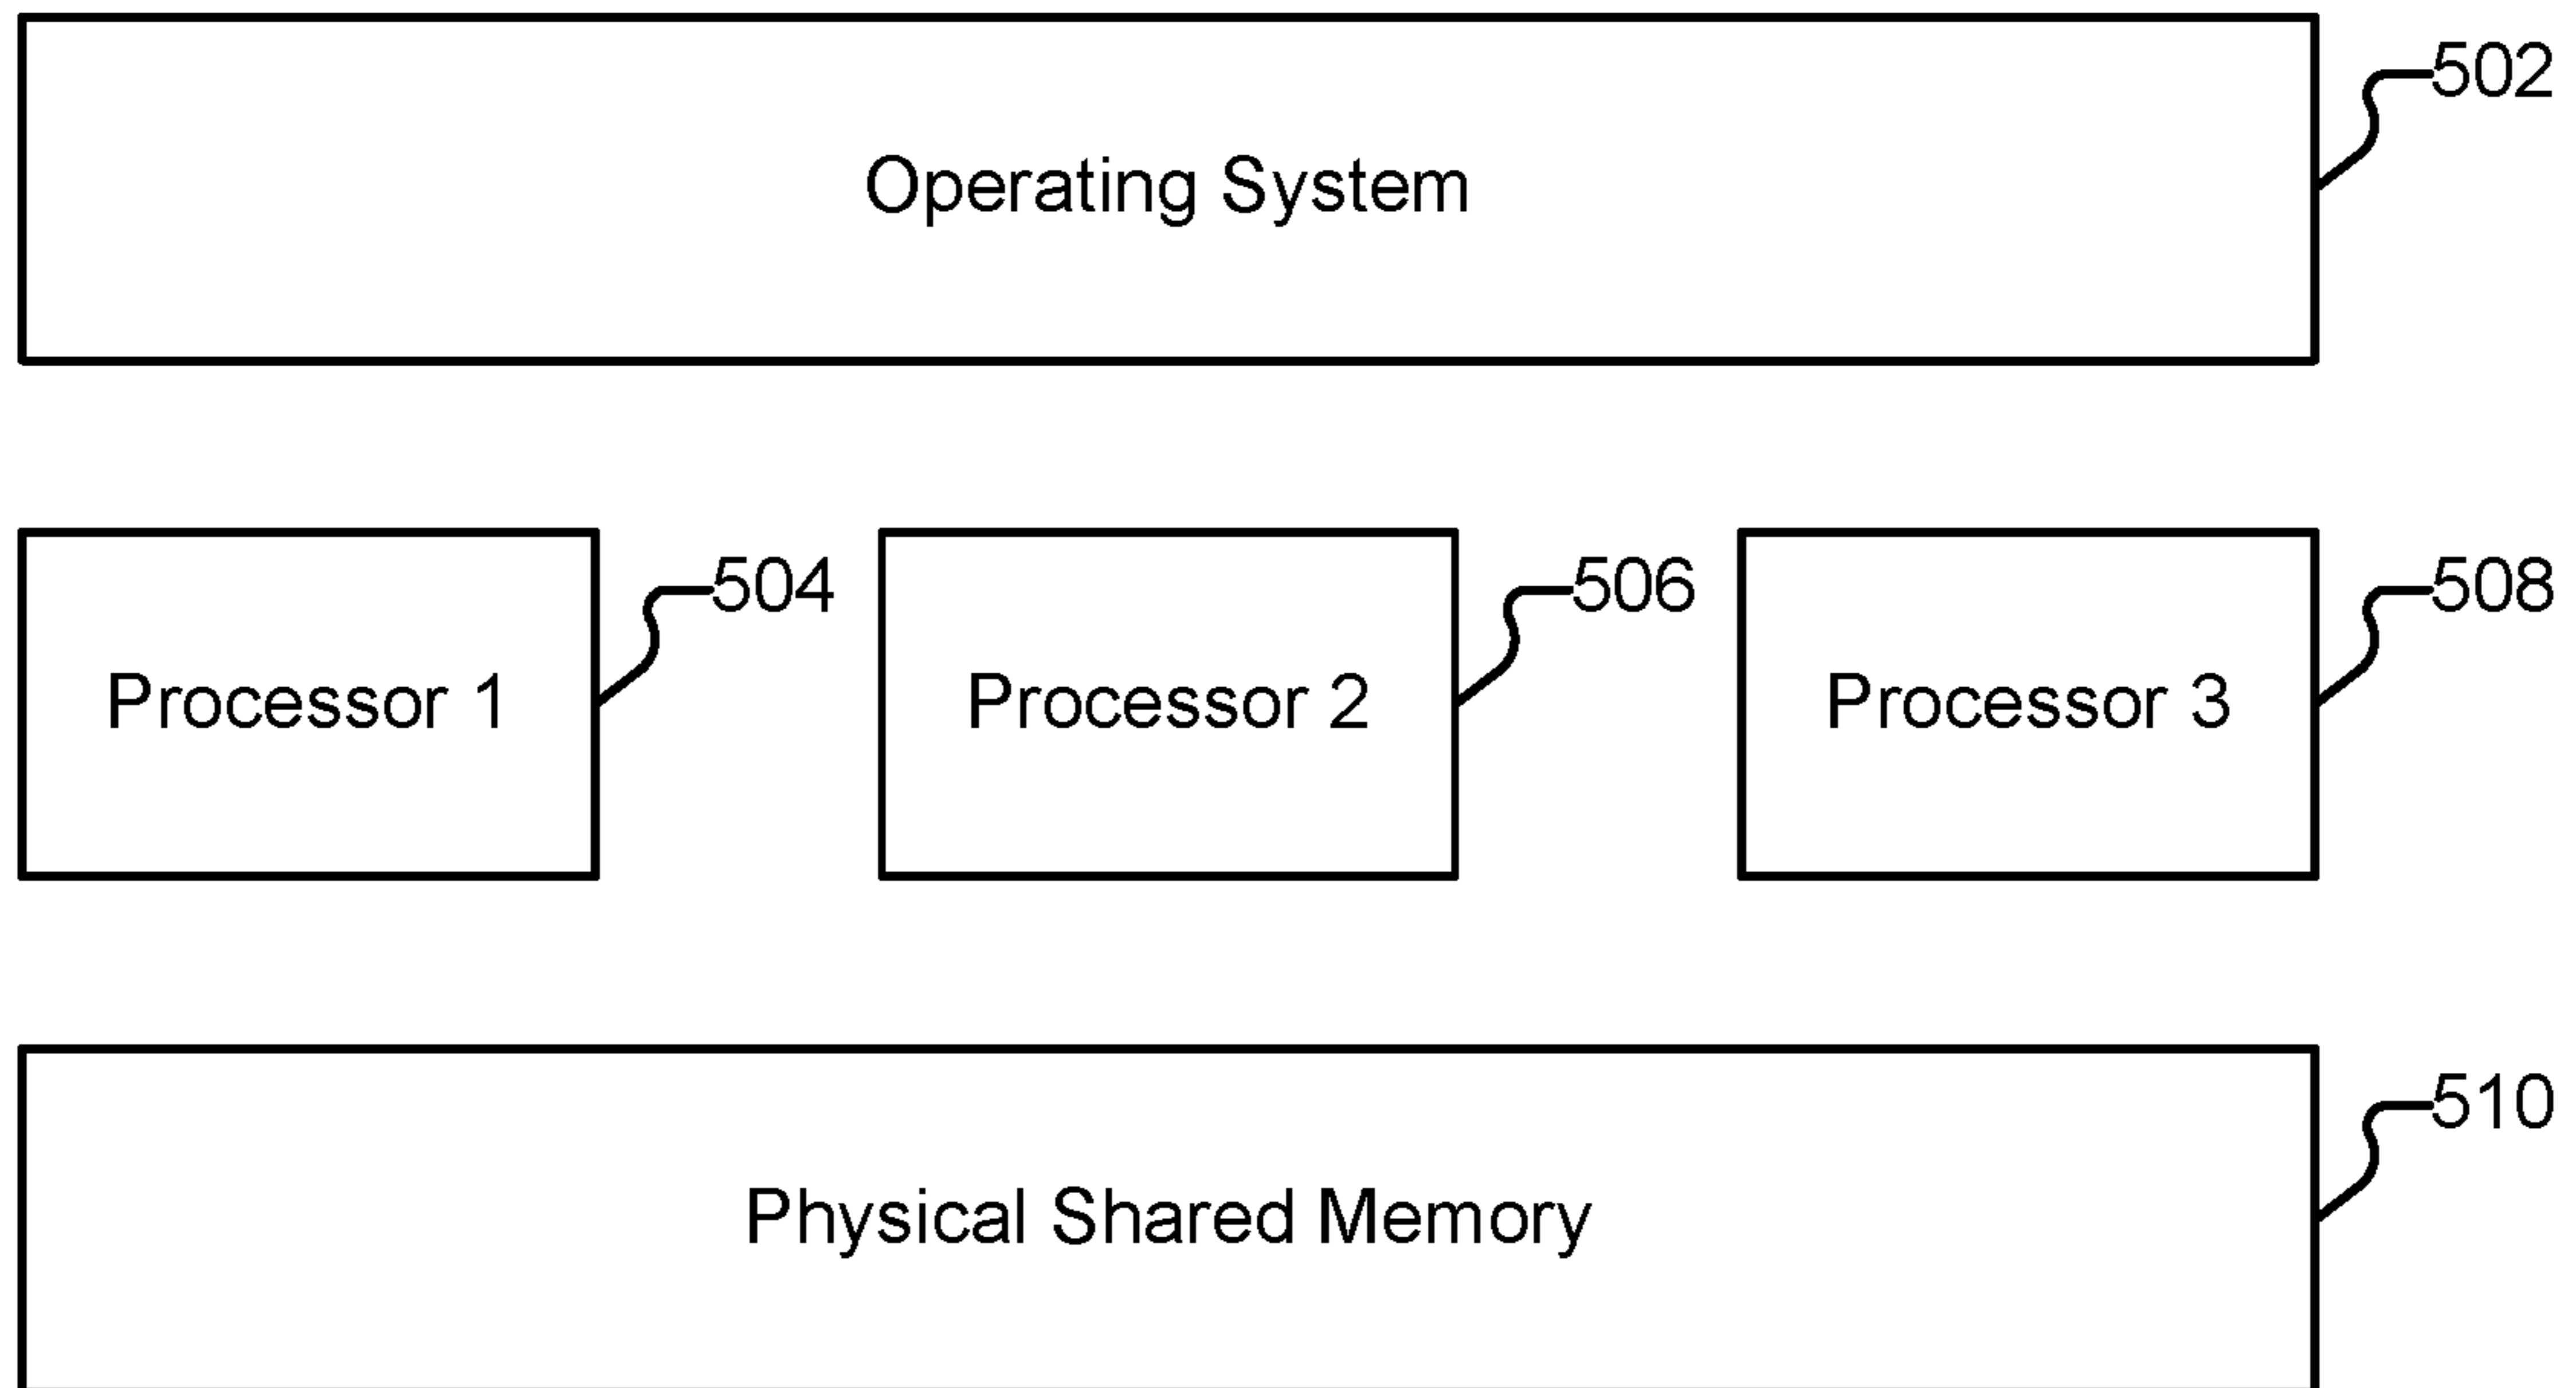 502
Operating System
504
506
508
Processor 1
Processor 2
Processor 3
510
Physical Shared Memory